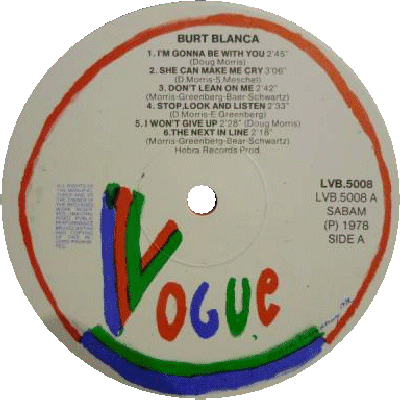 BURT BLANCA
1. I'M GONNA BE WITH YOU 2'45"
(Doug Morris)
2. SHE CAN MAKE ME CRY 3'06"
(D.Morris-S.Meschel)
3. DON'T LEAN ON ME 2'42"
(Morris-Greenberg-Baer-Schwartz)
4. STOP,LOOK AND LISTEN 2'33"
(D.Morris-E.Greenberg)
5. I WON'T GIVE UP 2'28" (Doug Morris)
6. THE NEXT IN LINE 2'18"
(Morris-Greenberg-Bear-Schwartz)
Hebra Records Prod.
LVB.5008
LVB.5008 A
SABAM
(P) 1978
SIDE A
VOGUE